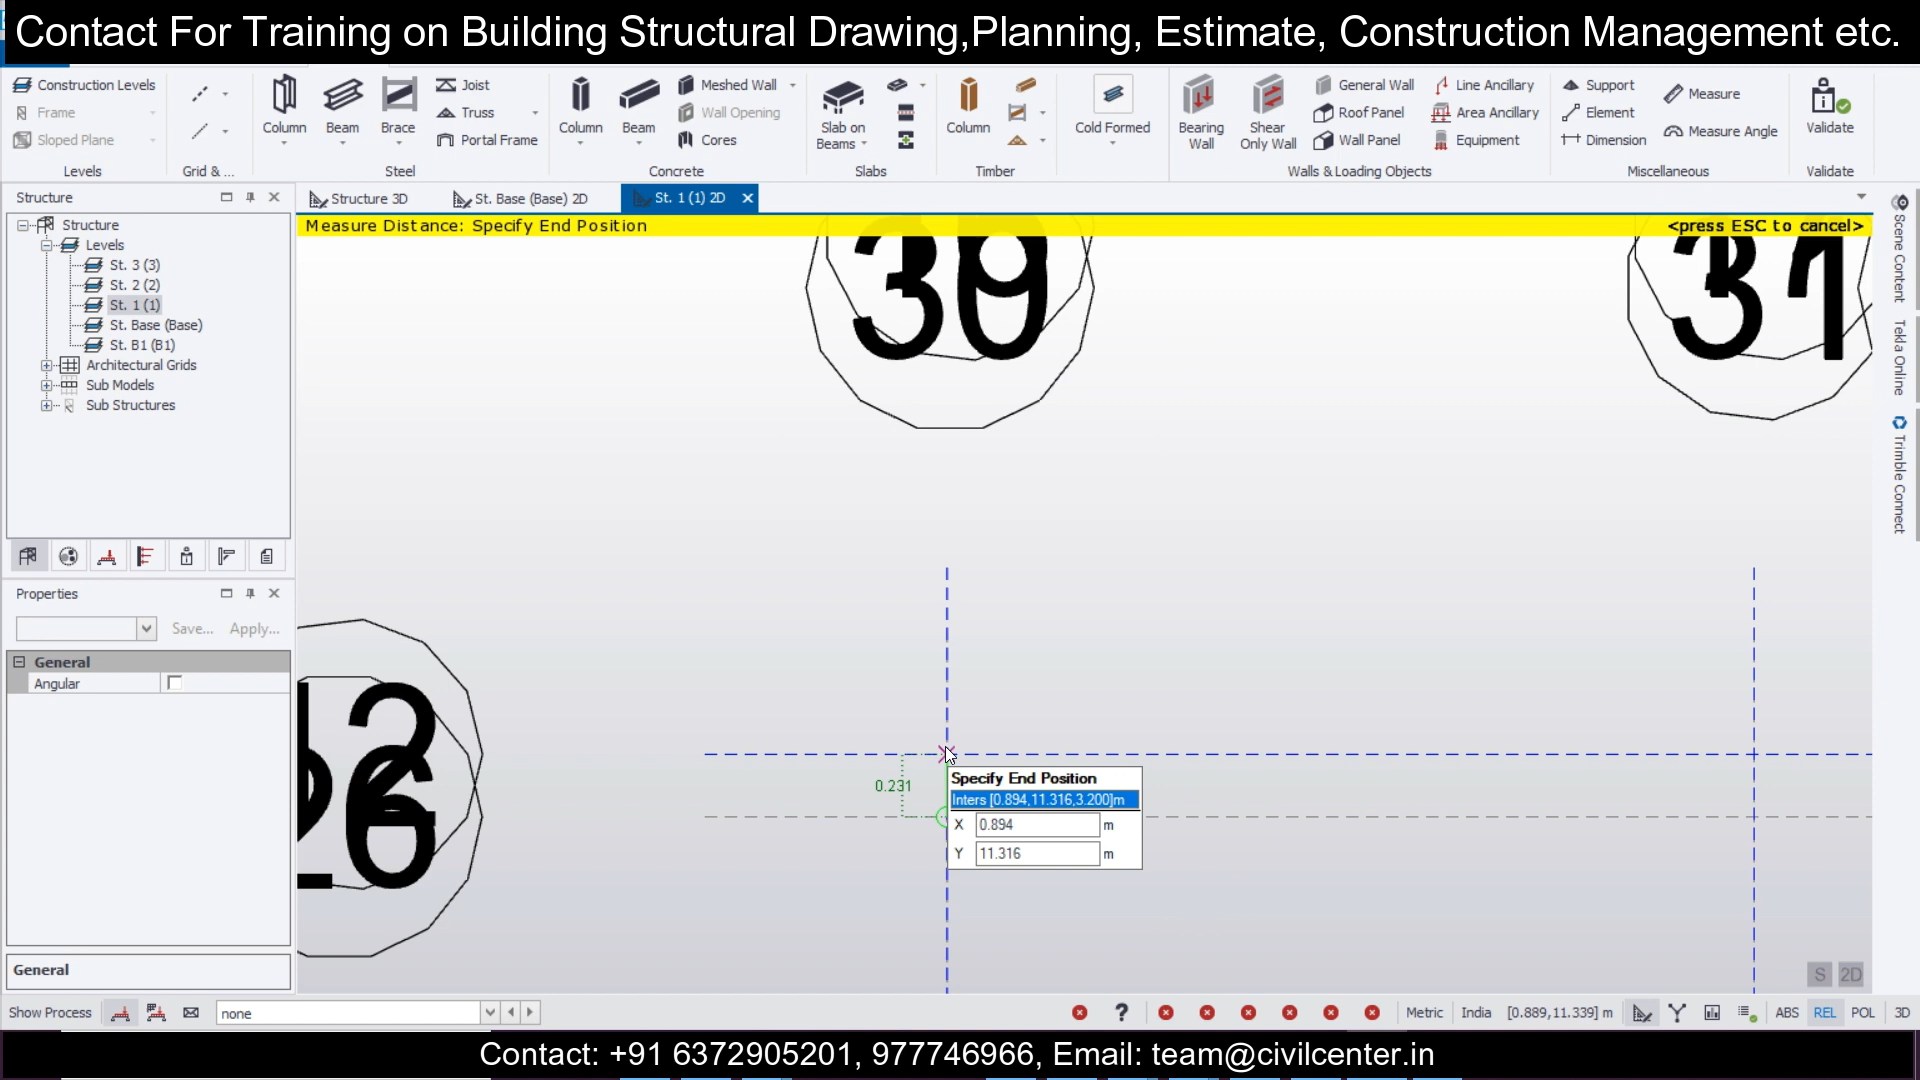 Contact For Training on Building Structural Drawing,Planning, Estimate, Construction Management etc.
Construction Levels
Frame
Sloped Plane
Levels
Grid & ...
Column
Beam
Brace
Joist
Truss
Portal Frame
Steel
Column
Beam
Meshed Wall
Wall Opening
Cores
Concrete
Slab on
Beams
Slabs
Column
Timber
Cold Formed
Bearing
Wall
Shear
Only Wall
General Wall
Roof Panel
Wall Panel
Line Ancillary
Area Ancillary
Equipment
Walls & Loading Objects
Support
Element
Dimension
Measure
Measure Angle
Miscellaneous
Validate
Validate
Structure
Structure
Levels
St. 3 (3)
St. 2 (2)
St. 1 (1)
St. Base (Base)
St. B1 (B1)
Architectural Grids
Sub Models
Sub Structures
Properties
Save...
Apply...
General
Angular
General
Structure 3D
St. Base (Base) 2D
St. 1 (1) 2D
Measure Distance: Specify End Position
<press ESC to cancel>
0.231
Specify End Position
Inters [0.894,11.316,3.200]m
X 0.894 m
Y 11.316 m
S 2D
Scene Content
Tekla Online
Trimble Connect
Show Process
none
Metric
India
[0.889,11.339] m
ABS
REL
POL
3D
Contact: +91 6372905201, 977746966, Email: team@civilcenter.in